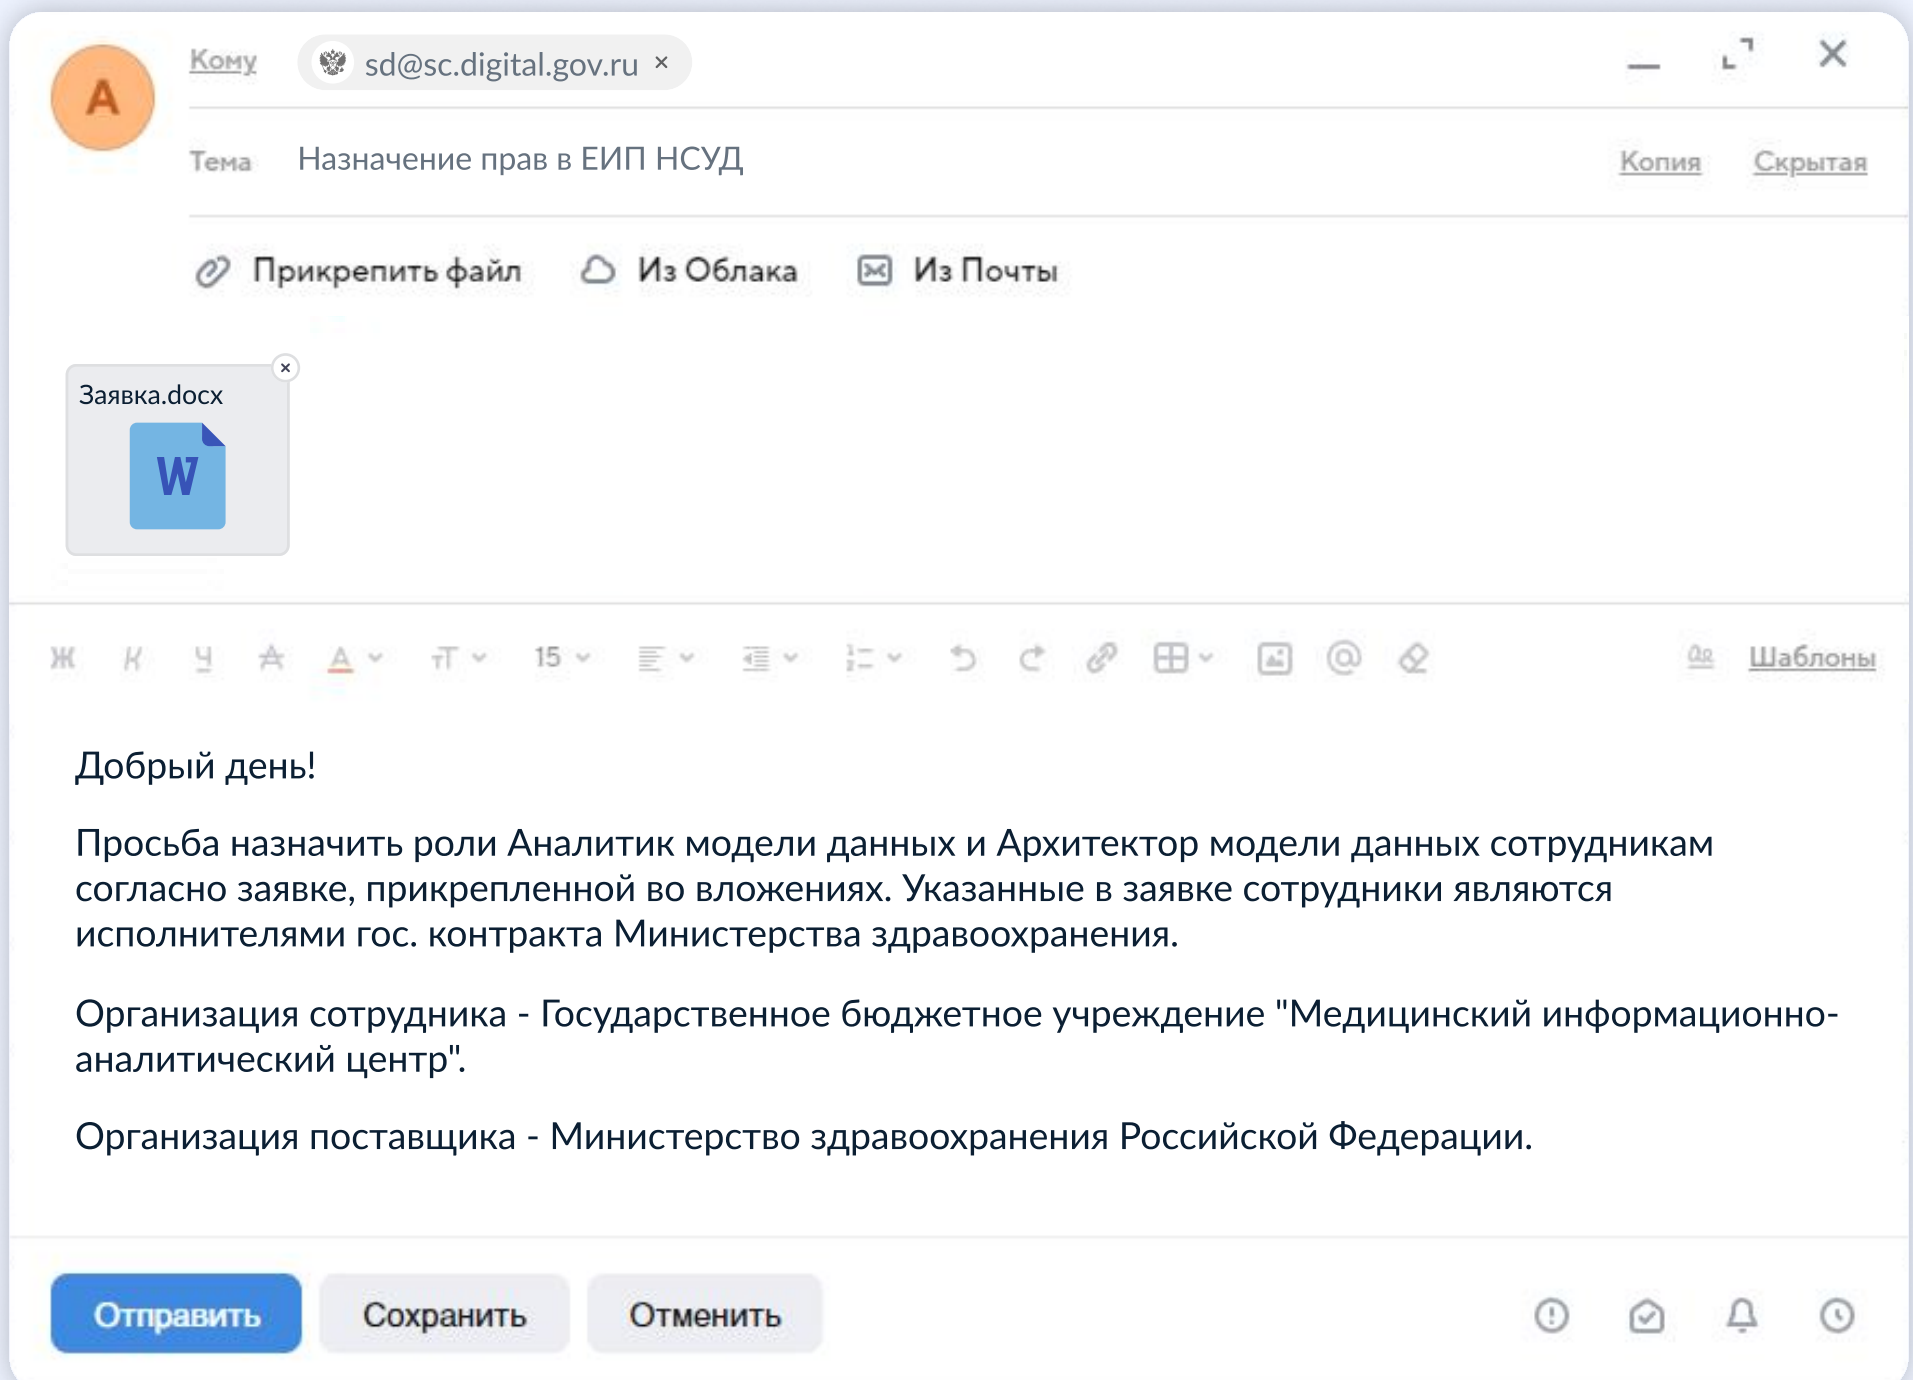 А
Кому sd@sc.digital.gov.ru ×
Тема Назначение прав в ЕИП НСУД Копия Скрытая
Прикрепить файл Из Облака Из Почты
Заявка.docx
W
Ж К Ч А А тТ 15 Шаблоны
Добрый день!
Просьба назначить роли Аналитик модели данных и Архитектор модели данных сотрудникам
согласно заявке, прикрепленной во вложениях. Указанные в заявке сотрудники являются
исполнителями гос. контракта Министерства здравоохранения.
Организация сотрудника - Государственное бюджетное учреждение "Медицинский информационно-
аналитический центр".
Организация поставщика - Министерство здравоохранения Российской Федерации.
Отправить Сохранить Отменить